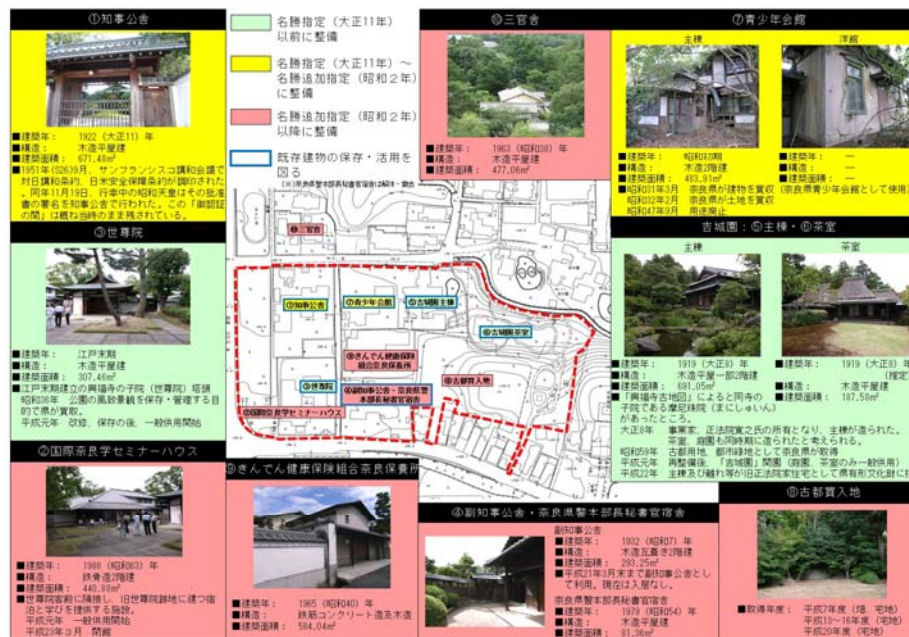 ①知事公舎
■建築年： 1922（大正11）年
■構造： 木造平屋建
■建築面積： 671.48㎡
■1951年(S26)9月、サンフランシスコ講和会議で
対日講和条約、日米安全保障条約が調印された
同年11月19日、行幸中の昭和天皇はその批准
書の署名を知事公舎で行われた。この「御認証
の間」は概ね当時のまま残されている。
名勝指定（大正11年）
以前に整備
名勝指定（大正11年）～
名勝追加指定（昭和２年）
に整備
名勝追加指定（昭和２年）
以降に整備
既存建物の保存・活用を
図る
(※)奈良県警本部長秘書官宿舎は解体・撤去
⑩三官舎
■建築年： 1963（昭和38）年
■構造： 木造平屋建
■建築面積： 477.06㎡
⑦青少年会館
主棟
洋館
■建築年： 昭和初期
■構造： 木造2階建
■建築面積： 483.91㎡
■昭和31年3月 奈良県が建物を買収
昭和32年2月 奈良県が土地を買収
昭和47年9月 用途廃止
■建築年： ―
■構造： ―
■建築面積： ―
(奈良県青少年会館として使用
③世尊院
■建築年： 江戸末期
■構造： 木造平屋建
■建築面積： 307.46㎡
江戸末期建立の興福寺の子院（世尊院）塔頭
昭和36年 公園の風致景観を保存・管理する目
的で県が買収。
平成元年 改修、保存の後、一般供用開始
⑩三官舎
①知事公舎
⑦青少年会館
⑤吉城園主棟
⑥吉城園茶室
⑨きんでん健康保険
組合奈良保養所
③世尊院
④副知事公舎・奈良県警
本部長秘書官宿舎
⑧古都買入地
②国際奈良学セミナーハウス
吉城園：⑤主棟・⑥茶室
主棟
茶室
■建築年： 1919（大正8）年
■構造： 木造平屋一部2階建
■建築面積： 691.05㎡
■建築年： 1919（大正8）年
(推定)
■構造： 木造平屋建
■建築面積： 187.58㎡
■「興福寺古地図」によると同寺の
子院である摩尼珠院（まにしゅいん）
があったところ。
大正8年 事業家、正法院寛之氏の所有となり、主棟が造られた。
茶室、庭園も同時期に造られたと考えられる。
昭和59年 古都用地、都市緑地として奈良県が取得
平成元年 再整備後、「吉城園」開園（庭園、茶室のみ一般供用）
平成22年 主棟及び離れ等が旧正法院家住宅として県有形文化財に指
②国際奈良学セミナーハウス
■建築年： 1988（昭和63）年
■構造： 鉄骨造2階建
■建築面積： 440.88㎡
■世尊院客殿に隣接し、旧世尊院跡地に建つ宿
泊と学びを提供する施設。
平成元年 一般供用開始
平成23年３月 閉館
⑨きんでん健康保険組合奈良保養所
■建築年： 1965（昭和40）年
■構造： 鉄筋コンクリート造及木造
■建築面積： 584.04㎡
④副知事公舎・奈良県警本部長秘書官宿舎
副知事公舎
■建築年： 1932（昭和7）年
■構造： 木造瓦葺き2階建
■建築面積： 293.25㎡
■平成21年3月末まで副知事公舎とし
て利用。現在は入居なし。
奈良県警本部長秘書官宿舎
■建築年： 1979（昭和54）年
■構造： 木造平屋建
■建築面積： 81.36㎡
⑧古都買入地
■取得年度： 平成7年度（畑、宅地）
平成13～16年度（宅地）
平成20年度（宅地）